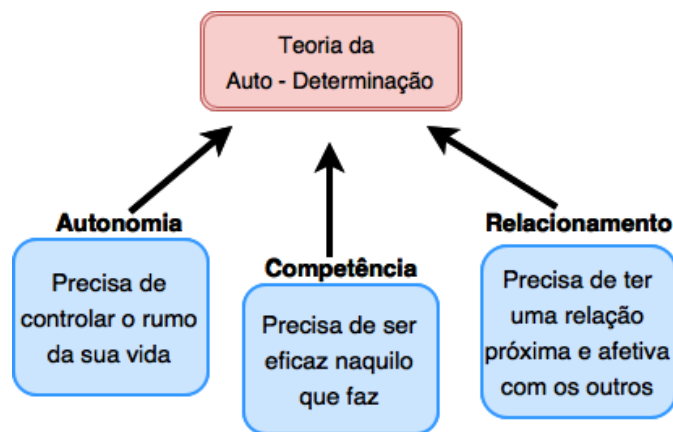 Teoria da
Auto - Determinação
Autonomia
Precisa de
controlar o rumo
da sua vida
Competência
Precisa de ser
eficaz naquilo
que faz
Relacionamento
Precisa de ter
uma relação
próxima e afetiva
com os outros